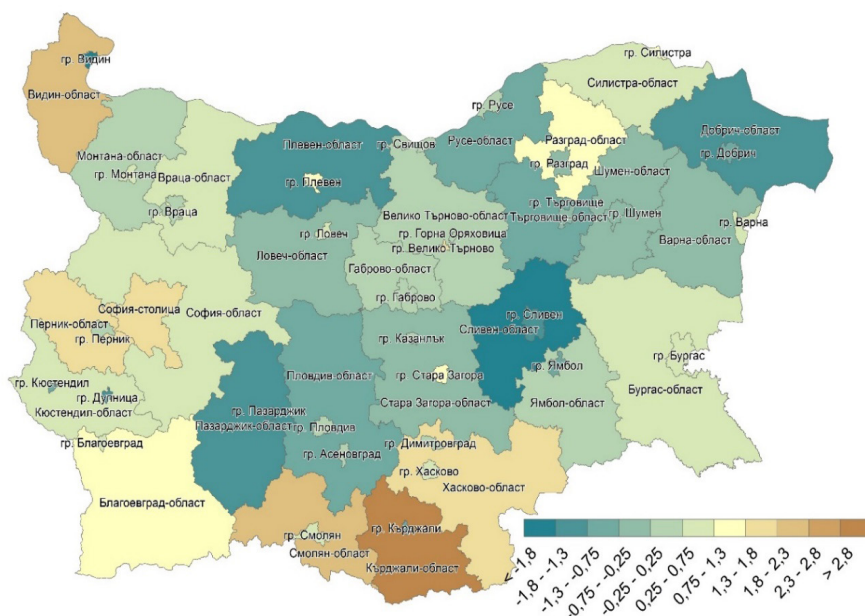 гр. Видин
Видин-област
Монтана-област
гр. Монтана
Враца-област
гр. Враца
Плевен-област
гр. Плевен
гр. Свищов
гр. Русе
Русе-област
гр. Силистра
Силистра-област
Разград-област
гр. Разград
Добрич-област
гр. Добрич
Шумен-област
гр. Шумен
гр. Търговище
Търговище-област
гр. Варна
Варна-област
Велико Търново-област
гр. Горна Оряховица
гр. Велико Търново
гр. Ловеч
Ловеч-област
Габрово-област
гр. Габрово
София-столица
София-област
Перник-област
гр. Перник
гр. Казанлък
гр. Сливен
Сливен-област
гр. Бургас
Бургас-област
гр. Ямбол
Ямбол-област
гр. Стара Загора
Стара Загора-област
Пловдив-област
гр. Пловдив
гр. Асеновград
гр. Пазарджик
Пазарджик-област
гр. Кюстендил
гр. Дупница
Кюстендил-област
гр. Благоевград
Благоевград-област
гр. Димитровград
гр. Хасково
Хасково-област
гр. Смолян
Смолян-област
гр. Кърджали
Кърджали-област
< -1,8
-1,8 - -1,3
-1,3 - -0,75
-0,75 - -0,25
-0,25 - 0,25
0,25 - 0,75
0,75 - 1,3
1,3 - 1,8
1,8 - 2,3
2,3 - 2,8
> 2,8